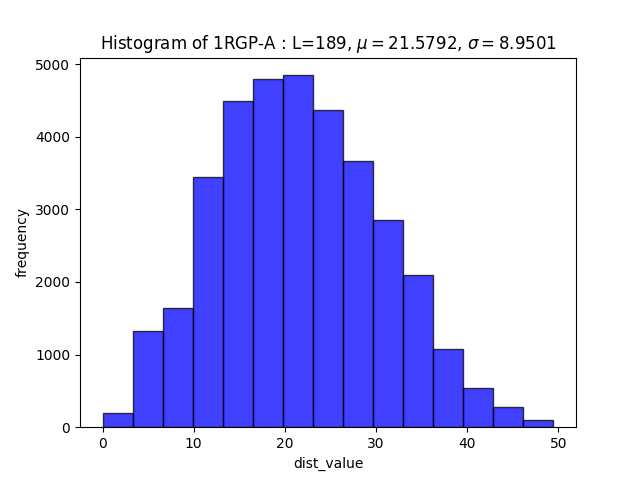 Histogram of 1RGP-A : L=189, μ = 21.5792, σ = 8.9501
5000
4000
3000
2000
1000
0
frequency
0 10 20 30 40 50
dist_value